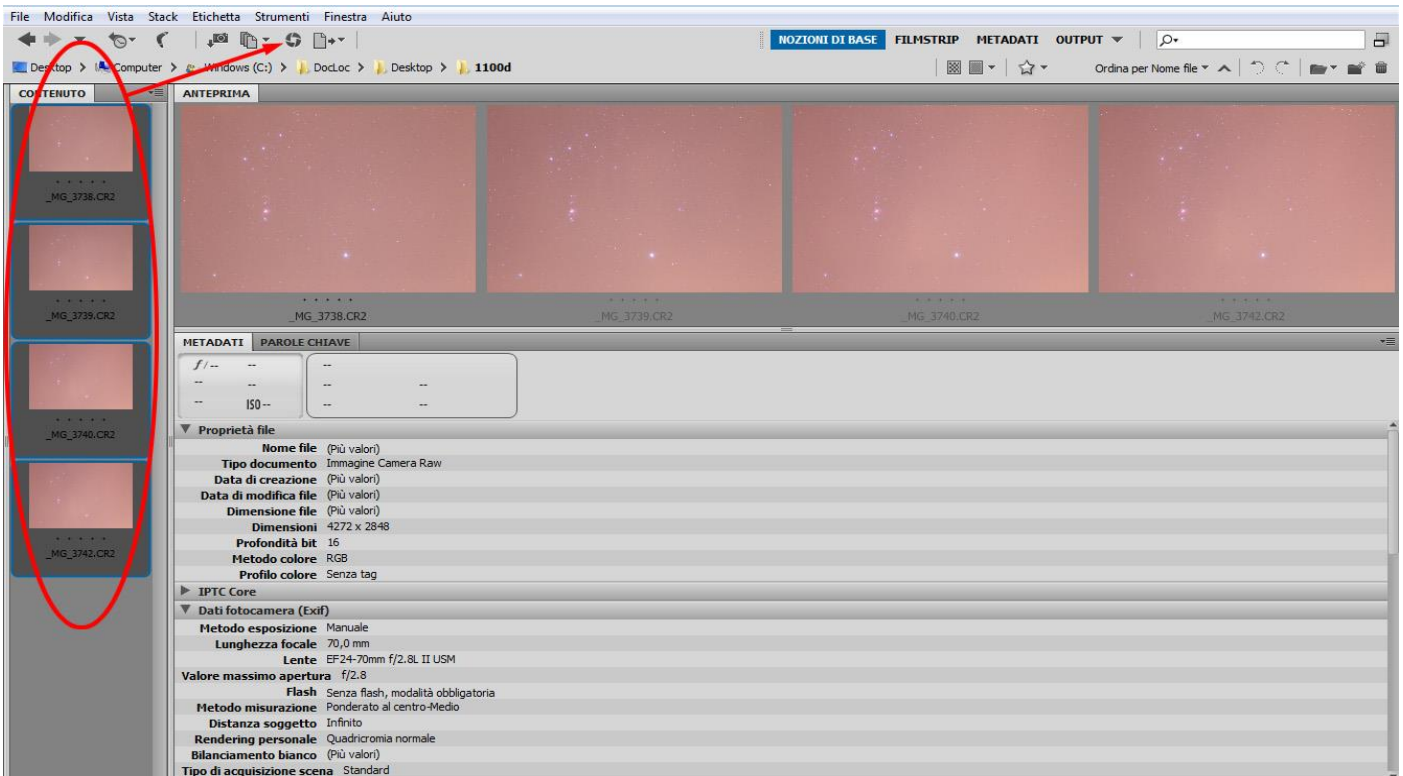 File Modifica Vista Stack Etichetta Strumenti Finestra Aiuto
NOZIONI DI BASE FILMSTRIP METADATI OUTPUT
Desktop > Computer > Windows (C:) > DocLoc > Desktop > 1100d
Ordina per Nome file
CONTENUTO
ANTEPRIMA
_MG_3738.CR2
_MG_3739.CR2
_MG_3740.CR2
_MG_3742.CR2
_MG_3738.CR2
_MG_3739.CR2
_MG_3740.CR2
_MG_3742.CR2
METADATI PAROLE CHIAVE
f/-- -- --
-- -- -- --
-- ISO -- -- --
Proprietà file
Nome file (Più valori)
Tipo documento Immagine Camera Raw
Data di creazione (Più valori)
Data di modifica file (Più valori)
Dimensione file (Più valori)
Dimensioni 4272 x 2848
Profondità bit 16
Metodo colore RGB
Profilo colore Senza tag
IPTC Core
Dati fotocamera (Exif)
Metodo esposizione Manuale
Lunghezza focale 70,0 mm
Lente EF24-70mm f/2.8L II USM
Valore massimo apertura f/2.8
Flash Senza flash, modalità obbligatoria
Metodo misurazione Ponderato al centro-Medio
Distanza soggetto Infinito
Rendering personale Quadricromia normale
Bilanciamento bianco (Più valori)
Tipo di acquisizione scena Standard